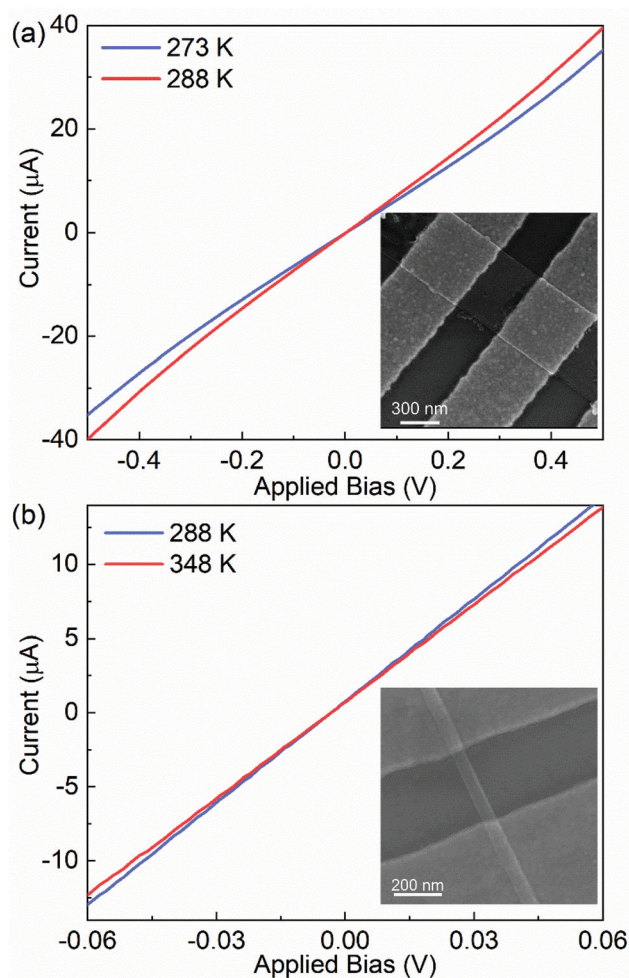 (a)
273 K
288 K
Current (μA)
40
20
0
-20
-40
300 nm
-0.4
-0.2
0.0
0.2
0.4
Applied Bias (V)
(b)
288 K
348 K
Current (μA)
10
5
0
-5
-10
200 nm
-0.06
-0.03
0.00
0.03
0.06
Applied Bias (V)